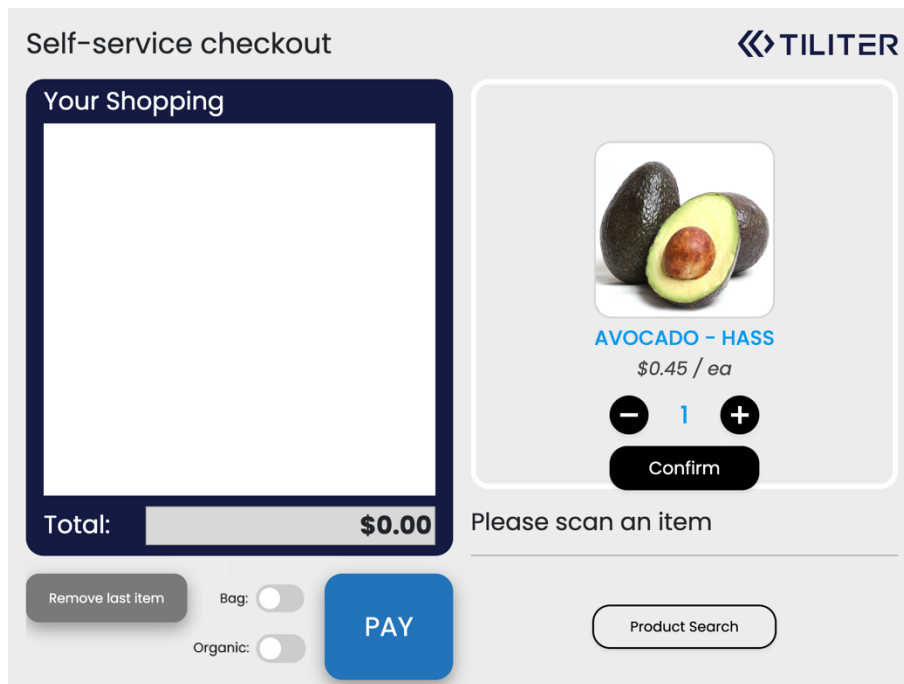 Self-service checkout
TILITER
Your Shopping
AVOCADO - HASS
$0.45 / ea
1
Confirm
Total:
$0.00
Please scan an item
Remove last item
Bag:
Organic:
PAY
Product Search